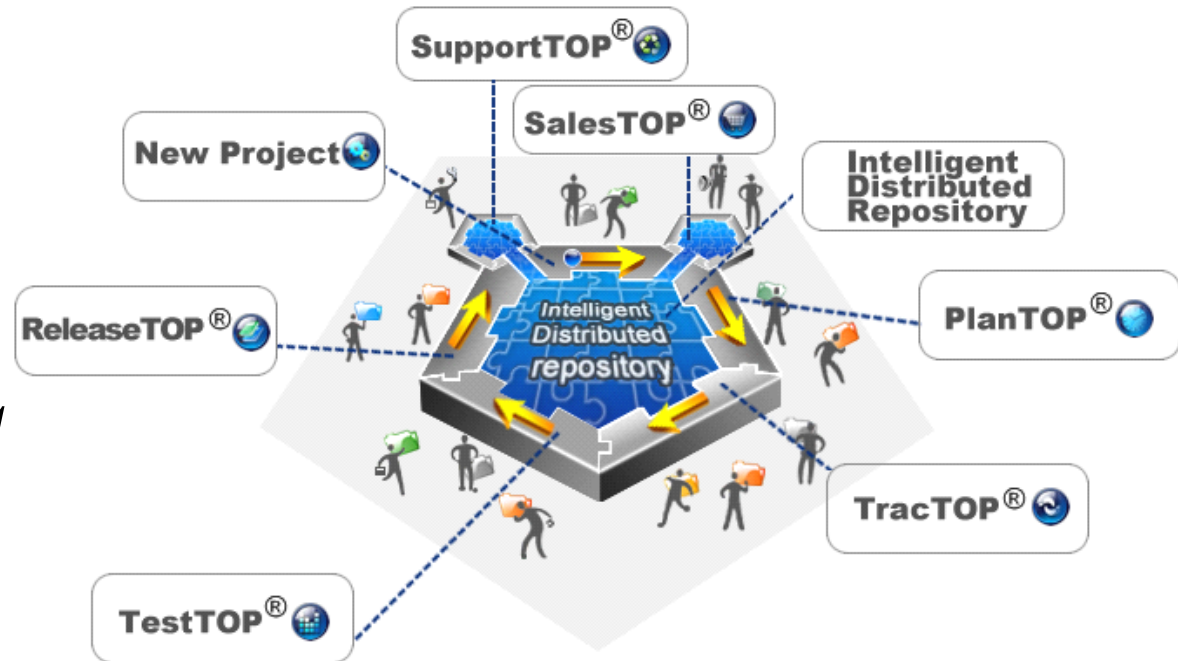 SupportTOP®
SalesTOP®
New Project
Intelligent
Distributed
Repository
Intelligent
Distributed
repository
ReleaseTOP®
PlanTOP®
TracTOP®
TestTOP®